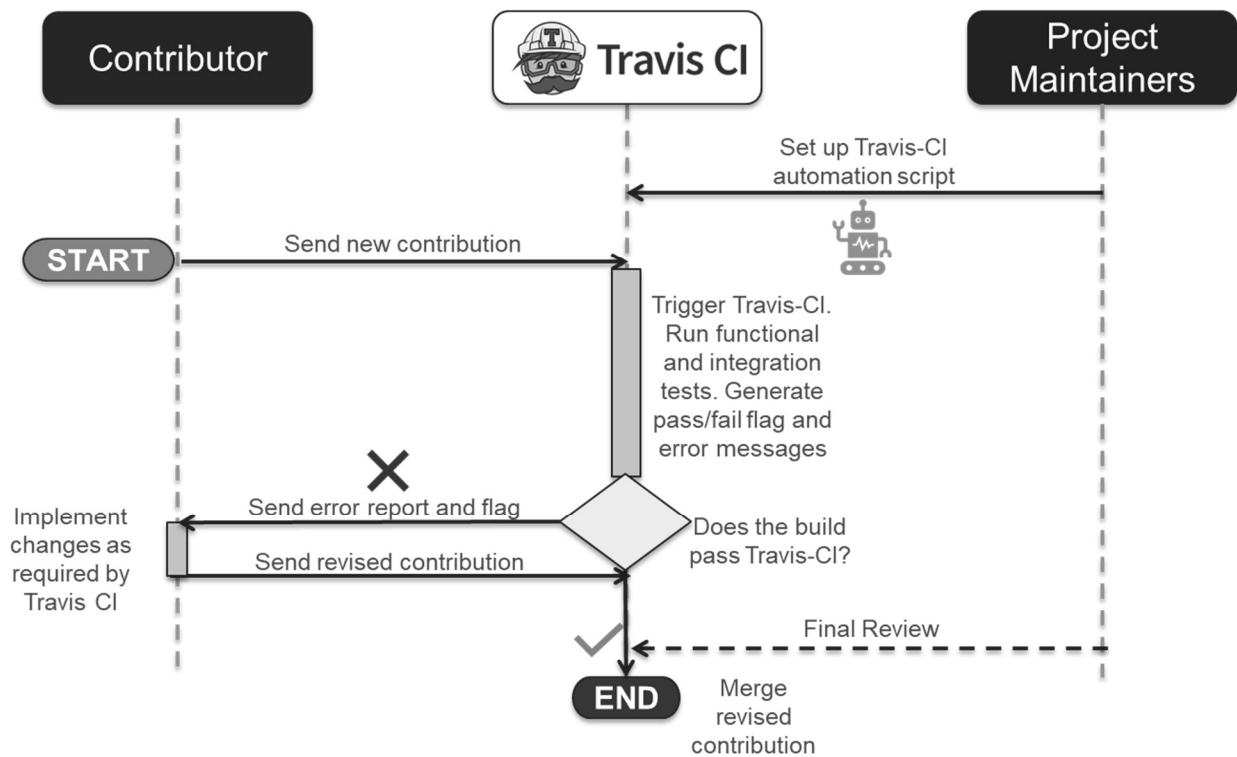 Contributor
T
Travis CI
Project
Maintainers
Set up Travis-CI
automation script
START
Send new contribution
Trigger Travis-CI.
Run functional
and integration
tests. Generate
pass/fail flag and
error messages
Send error report and flag
Implement
changes as
required by
Travis CI
Does the build
pass Travis-CI?
Send revised contribution
Final Review
END
Merge
revised
contribution